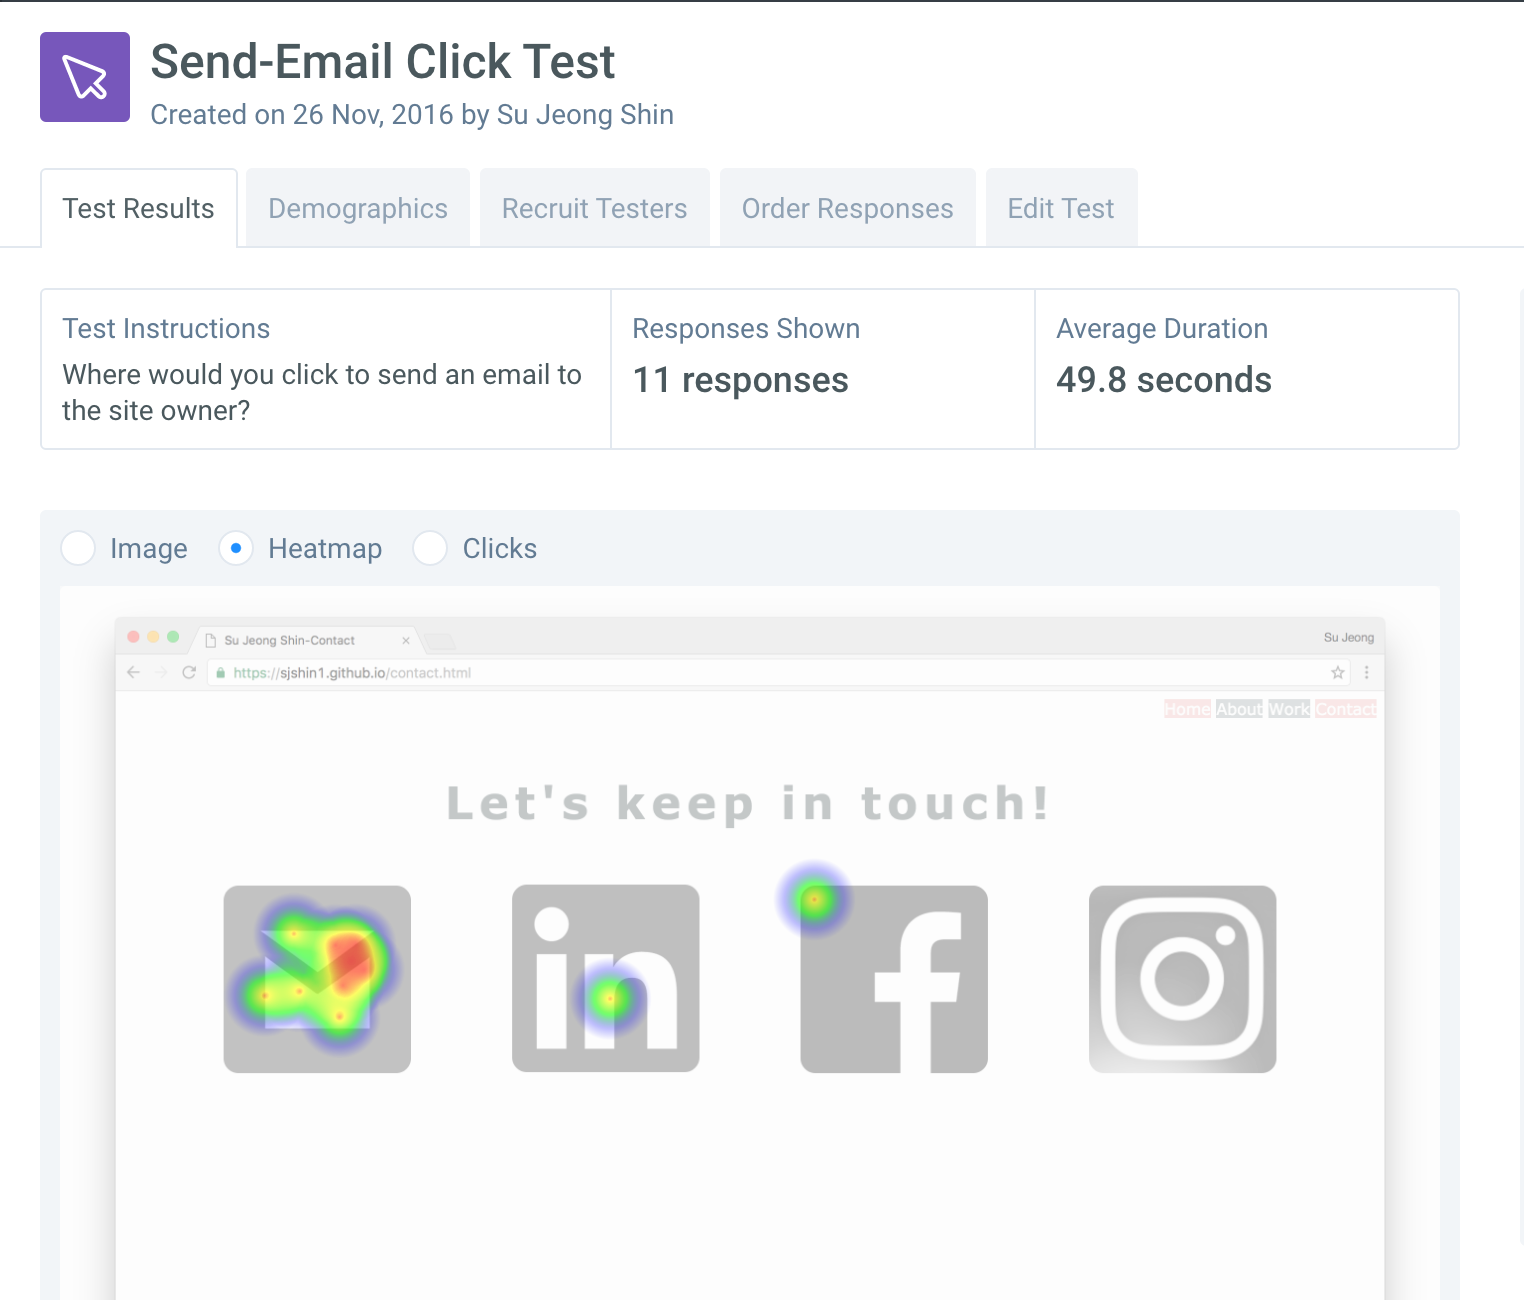 Send-Email Click Test
Created on 26 Nov, 2016 by Su Jeong Shin
Test Results
Demographics
Recruit Testers
Order Responses
Edit Test
Test Instructions
Where would you click to send an email to
the site owner?
Responses Shown
11 responses
Average Duration
49.8 seconds
Image
Heatmap
Clicks
Su Jeong Shin-Contact
Su Jeong
https://sjshin1.github.io/contact.html
Home About Work Contact
Let's keep in touch!
in
f